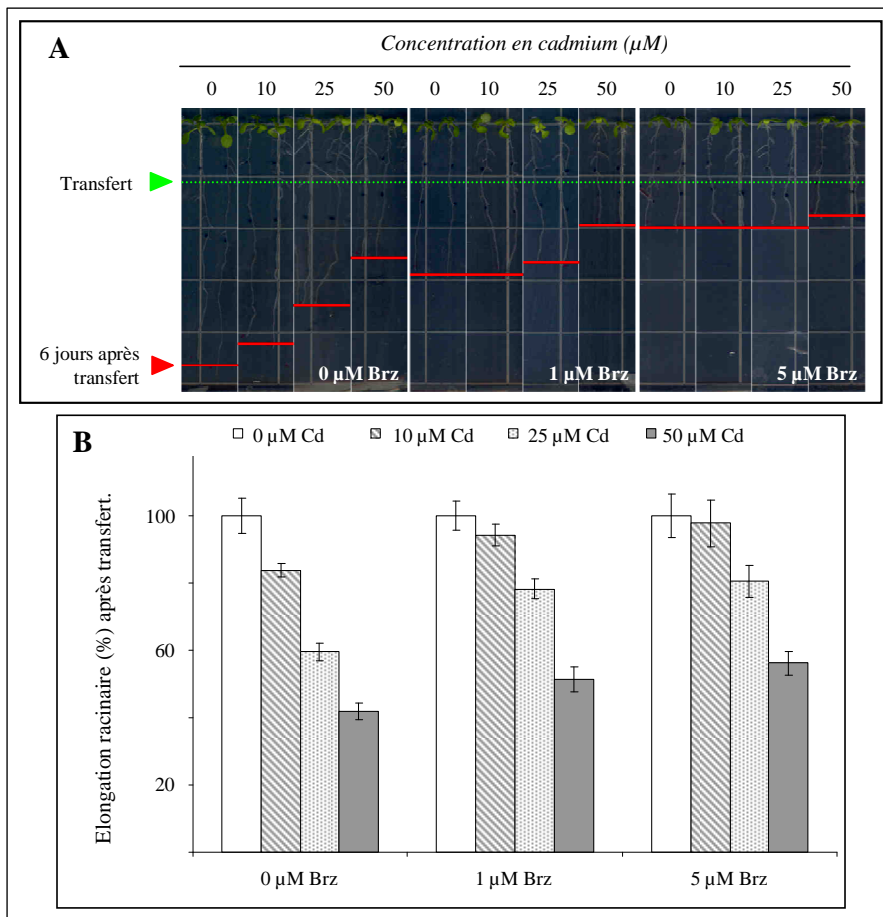 A
Concentration en cadmium (µM)
0 10 25 50 0 10 25 50 0 10 25 50
Transfert
6 jours après
transfert
0 µM Brz 1 µM Brz 5 µM Brz
B
0 µM Cd 10 µM Cd 25 µM Cd 50 µM Cd
Elongation racinaire (%) après transfert.
100
60
20
0 µM Brz 1 µM Brz 5 µM Brz